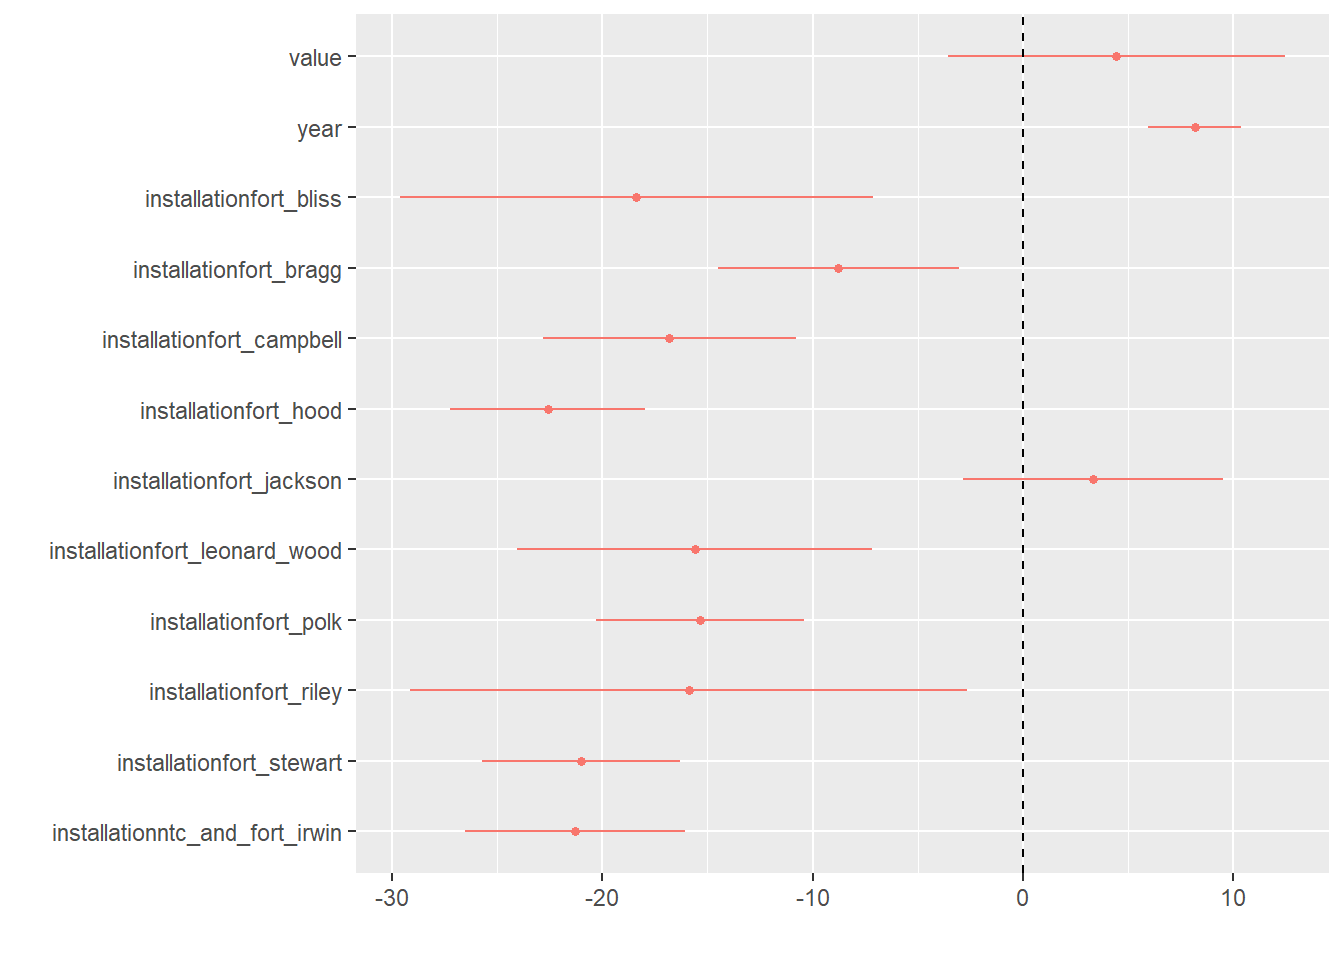 value
year
installationfort_bliss
installationfort_bragg
installationfort_campbell
installationfort_hood
installationfort_jackson
installationfort_leonard_wood
installationfort_polk
installationfort_riley
installationfort_stewart
installationntc_and_fort_irwin
-30 -20 -10 0 10